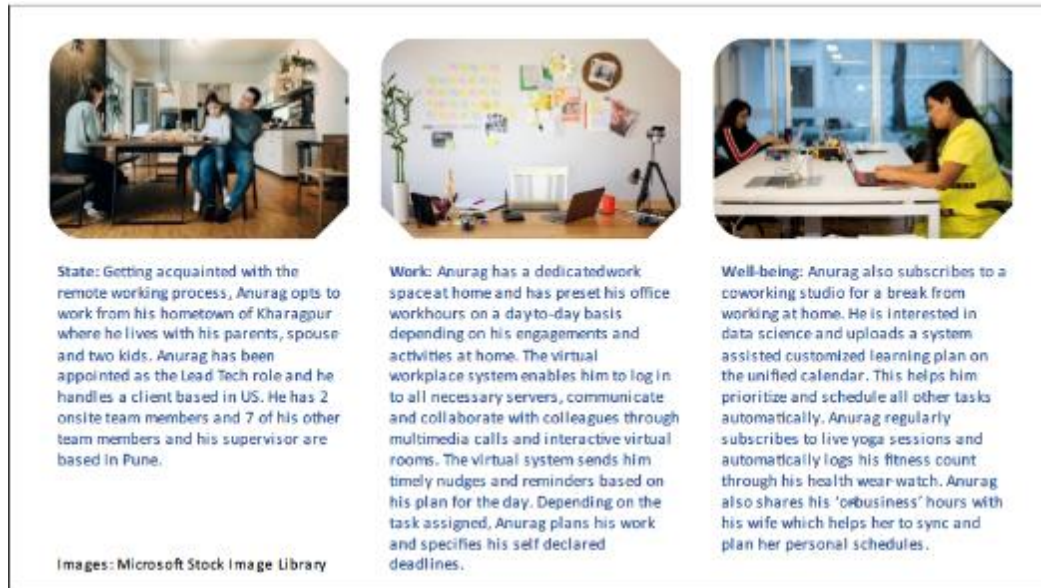 State: Getting acquainted with the
remote working process, Anurag opts to
work from his hometown of Kharagpur
where he lives with his parents, spouse
and two kids. Anurag has been
appointed as the Lead Tech role and he
handles a client based in US. He has 2
onsite team members and 7 of his other
team members and his supervisor are
based in Pune.
Images: Microsoft Stock Image Library
Work: Anurag has a dedicatedwork
space at home and has preset his office
workhours on a day-to-day basis
depending on his engagements and
activities at home. The virtual
workplace system enables him to log in
to all necessary servers, communicate
and collaborate with colleagues through
multimedia calls and interactive virtual
rooms. The virtual system sends him
timely nudges and reminders based on
his plan for the day. Depending on the
task assigned, Anurag plans his work
and specifies his self declared
deadlines.
Well-being: Anurag also subscribes to a
coworking studio for a break from
working at home. He is interested in
data science and uploads a system
assisted customized learning plan on
the unified calendar. This helps him
prioritize and schedule all other tasks
automatically. Anurag regularly
subscribes to live yoga sessions and
automatically logs his fitness count
through his health wear-watch. Anurag
also shares his hours with
his wife which helps her to sync and
plan her personal schedules.